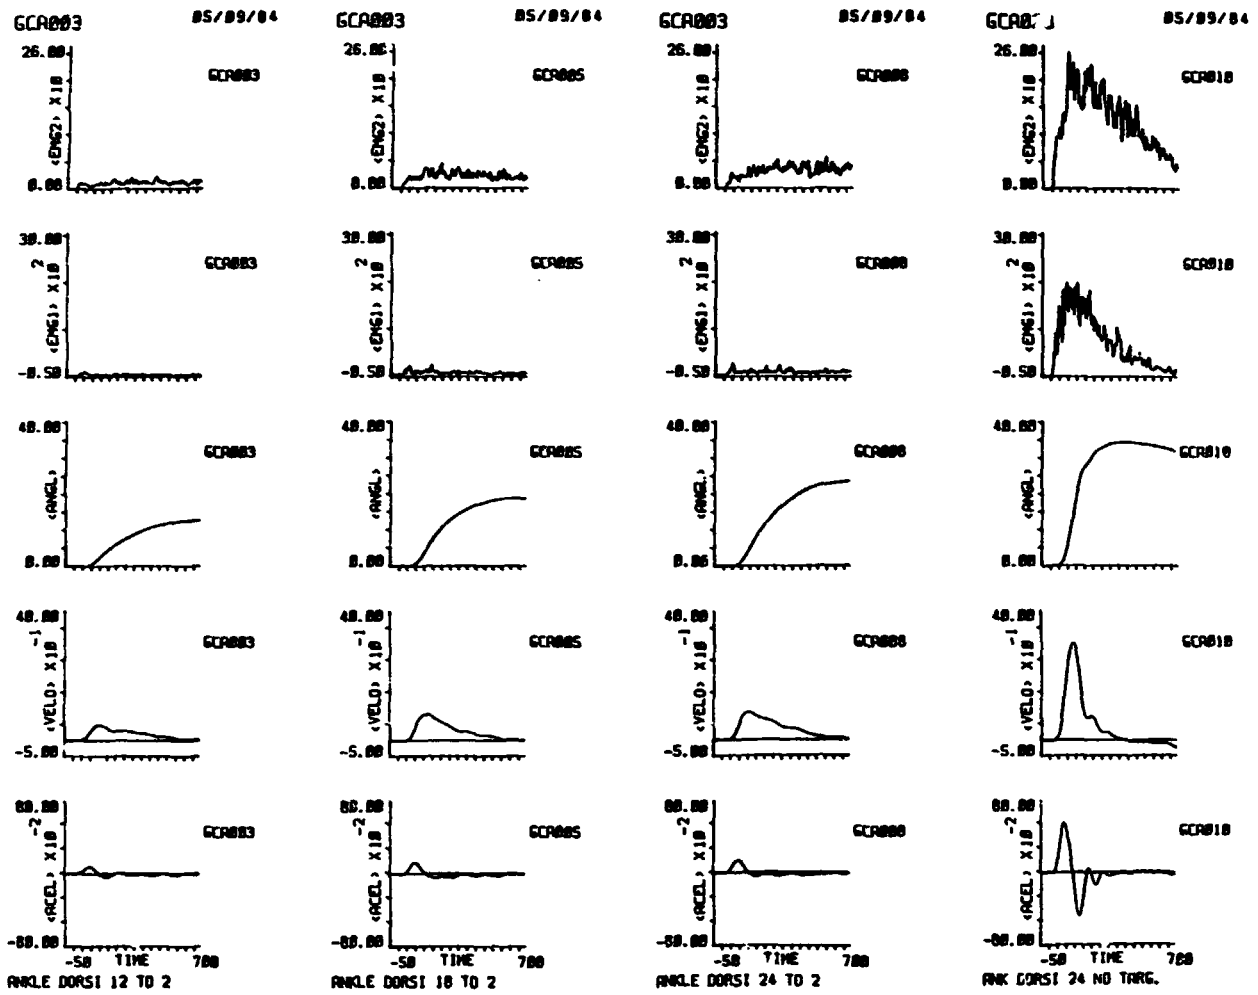 GCA003 05/09/84
26.00
<EMG2> X10
0.00
GCA003
30.00
<EMG1> X10 2
-0.50
GCA003
40.00
<ANGL>
0.00
GCA003
40.00
<VELO> X10 -1
-5.00
GCA003
80.00
<ACEL> X10 -2
-80.00
GCA003
-50 TIME 700
ANKLE DORSI 12 TO 2
GCA003 05/09/84
26.00
<EMG2> X10
0.00
GCA005
30.00
<EMG1> X10 2
-0.50
GCA005
40.00
<ANGL>
0.00
GCA005
40.00
<VELO> X10 -1
-5.00
GCA005
80.00
<ACEL> X10 -2
-80.00
GCA005
-50 TIME 700
ANKLE DORSI 18 TO 2
GCA003 05/09/84
26.00
<EMG2> X10
0.00
GCA008
30.00
<EMG1> X10 2
-0.50
GCA008
40.00
<ANGL>
0.00
GCA008
40.00
<VELO> X10 -1
-5.00
GCA008
80.00
<ACEL> X10 -2
-80.00
GCA008
-50 TIME 700
ANKLE DORSI 24 TO 2
05/09/84
26.00
<EMG2> X10
0.00
GCA010
30.00
<EMG1> X10 2
-0.50
GCA010
40.00
<ANGL>
0.00
GCA010
40.00
<VELO> X10 -1
-5.00
GCA010
80.00
<ACEL> X10 -2
-80.00
GCA010
-50 TIME 700
ANK DORSI 24 NO TARG.